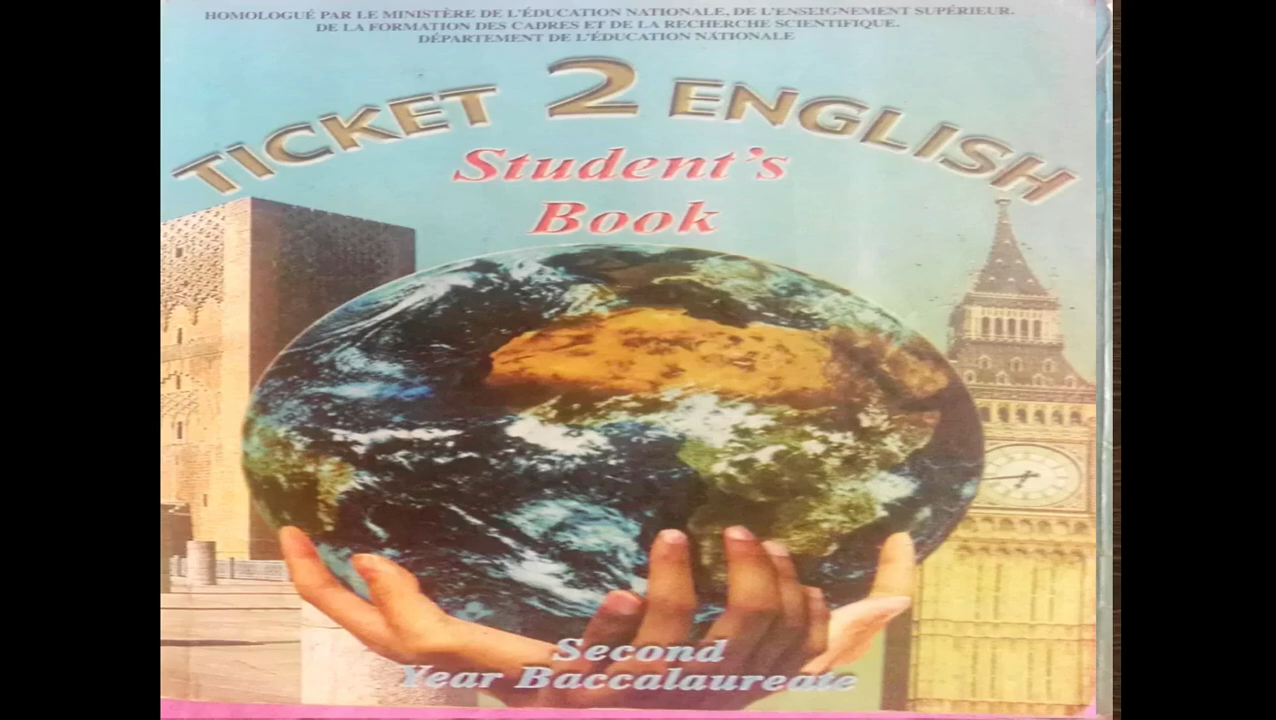 HOMOLOGUÉ PAR LE MINISTÈRE DE L'ÉDUCATION NATIONALE, DE L'ENSEIGNEMENT SUPÉRIEUR.
DE LA FORMATION DES CADRES ET DE LA RECHERCHE SCIENTIFIQUE.
DÉPARTEMENT DE L'ÉDUCATION NATIONALE
TICKET 2 ENGLISH
Student's
Book
Second
Year Baccalaureate